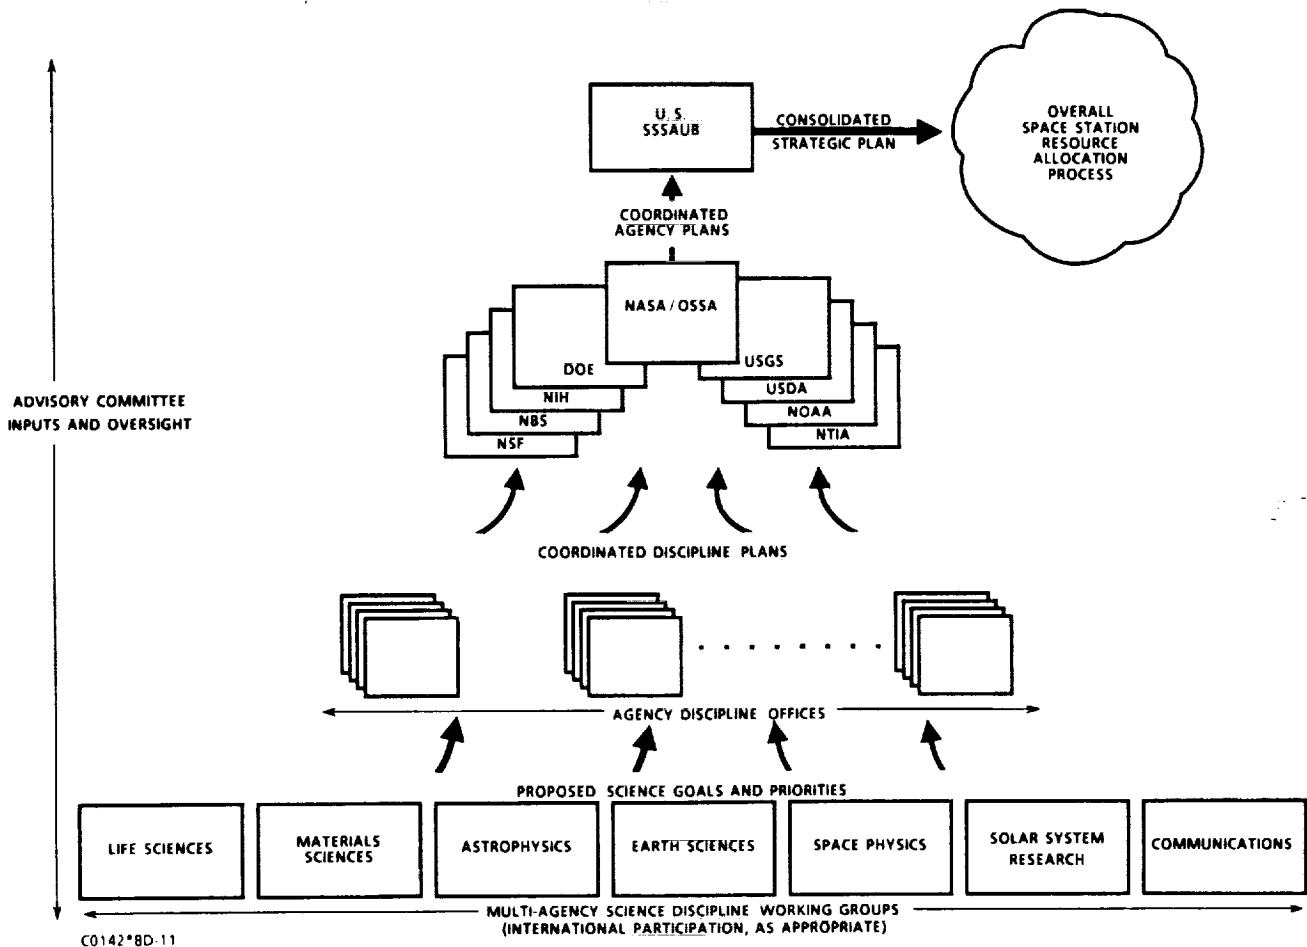 U.S.
SSSAUB
CONSOLIDATED
STRATEGIC PLAN
OVERALL
SPACE STATION
RESOURCE
ALLOCATION
PROCESS
COORDINATED
AGENCY PLANS
NASA / OSSA
DOE
USGS
NIH
USDA
NBS
NOAA
NSF
NTIA
ADVISORY COMMITTEE
INPUTS AND OVERSIGHT
COORDINATED DISCIPLINE PLANS
AGENCY DISCIPLINE OFFICES
PROPOSED SCIENCE GOALS AND PRIORITIES
LIFE SCIENCES
MATERIALS
SCIENCES
ASTROPHYSICS
EARTH SCIENCES
SPACE PHYSICS
SOLAR SYSTEM
RESEARCH
COMMUNICATIONS
MULTI-AGENCY SCIENCE DISCIPLINE WORKING GROUPS
(INTERNATIONAL PARTICIPATION, AS APPROPRIATE)
C0142*8D-11